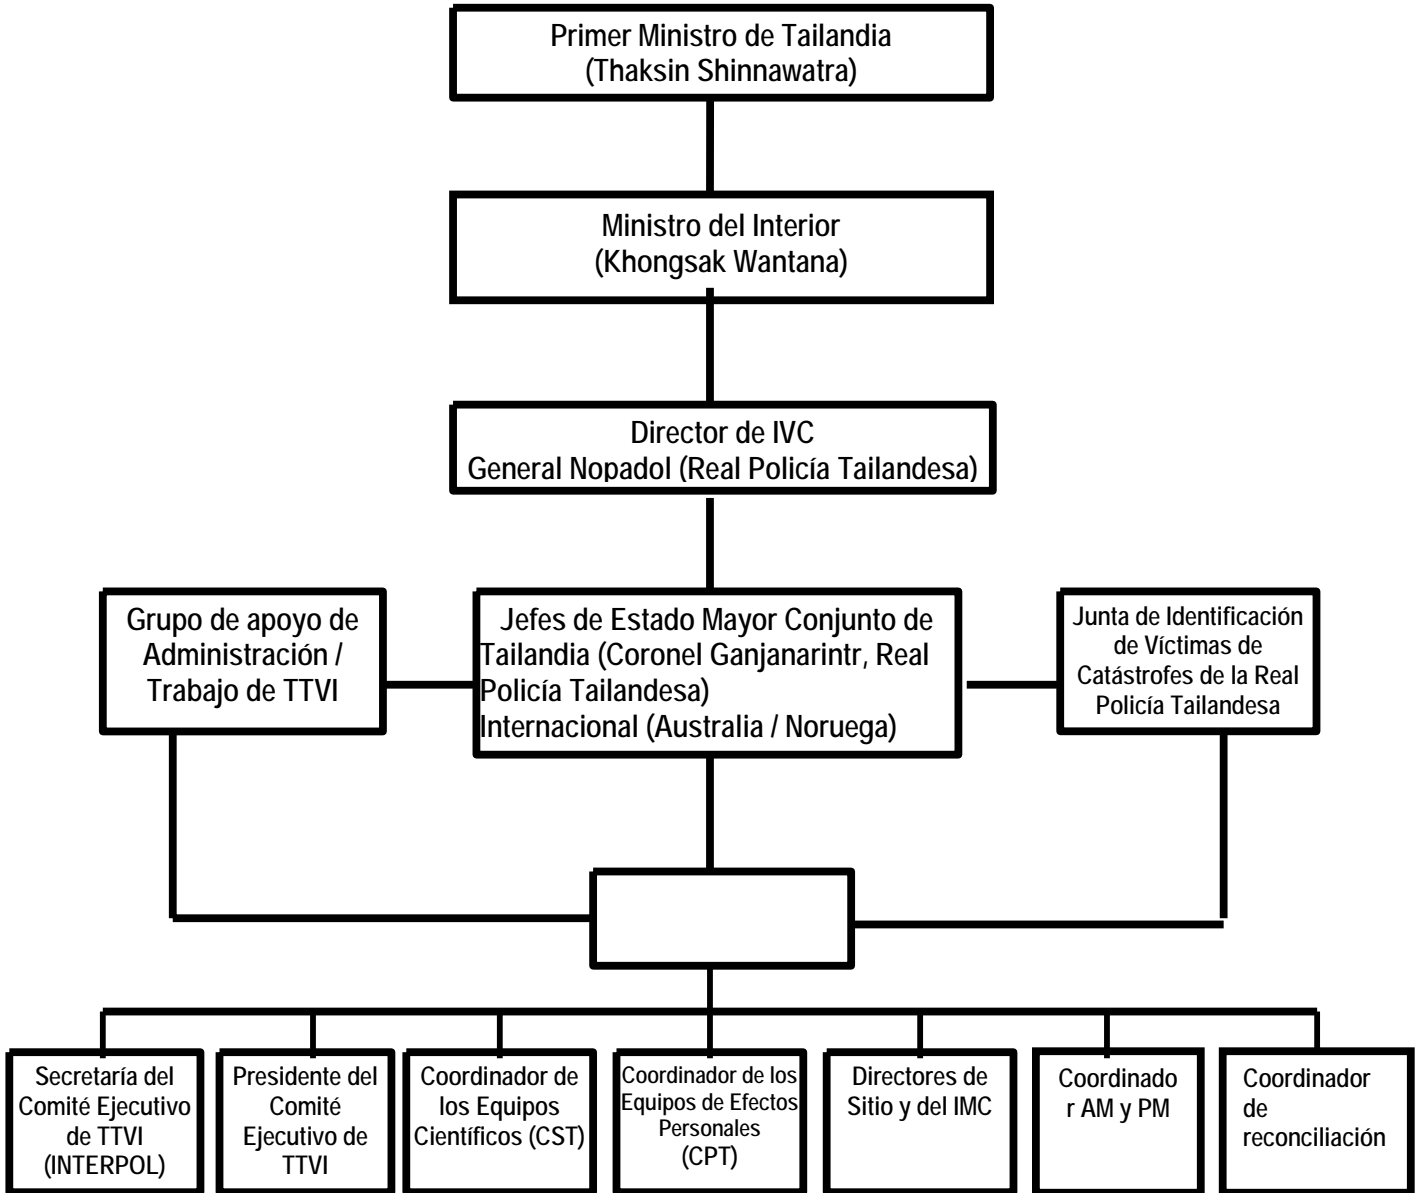 Primer Ministro de Tailandia
(Thaksin Shinnawatra)
Ministro del Interior
(Khongsak Wantana)
Director de IVC
General Nopadol (Real Policía Tailandesa)
Grupo de apoyo de
Administración /
Trabajo de TTVI
Jefes de Estado Mayor Conjunto de
Tailandia (Coronel Ganjanarintr, Real
Policía Tailandesa)
Internacional (Australia / Noruega)
Junta de Identificación
de Víctimas de
Catástrofes de la Real
Policía Tailandesa
Secretaría del
Comité Ejecutivo
de TTVI
(INTERPOL)
Presidente del
Comité
Ejecutivo de
TTVI
Coordinador de
los Equipos
Científicos (CST)
Coordinador de los
Equipos de Efectos
Personales
(CPT)
Directores de
Sitio y del IMC
Coordinado
r AM y PM
Coordinador
de
reconciliación